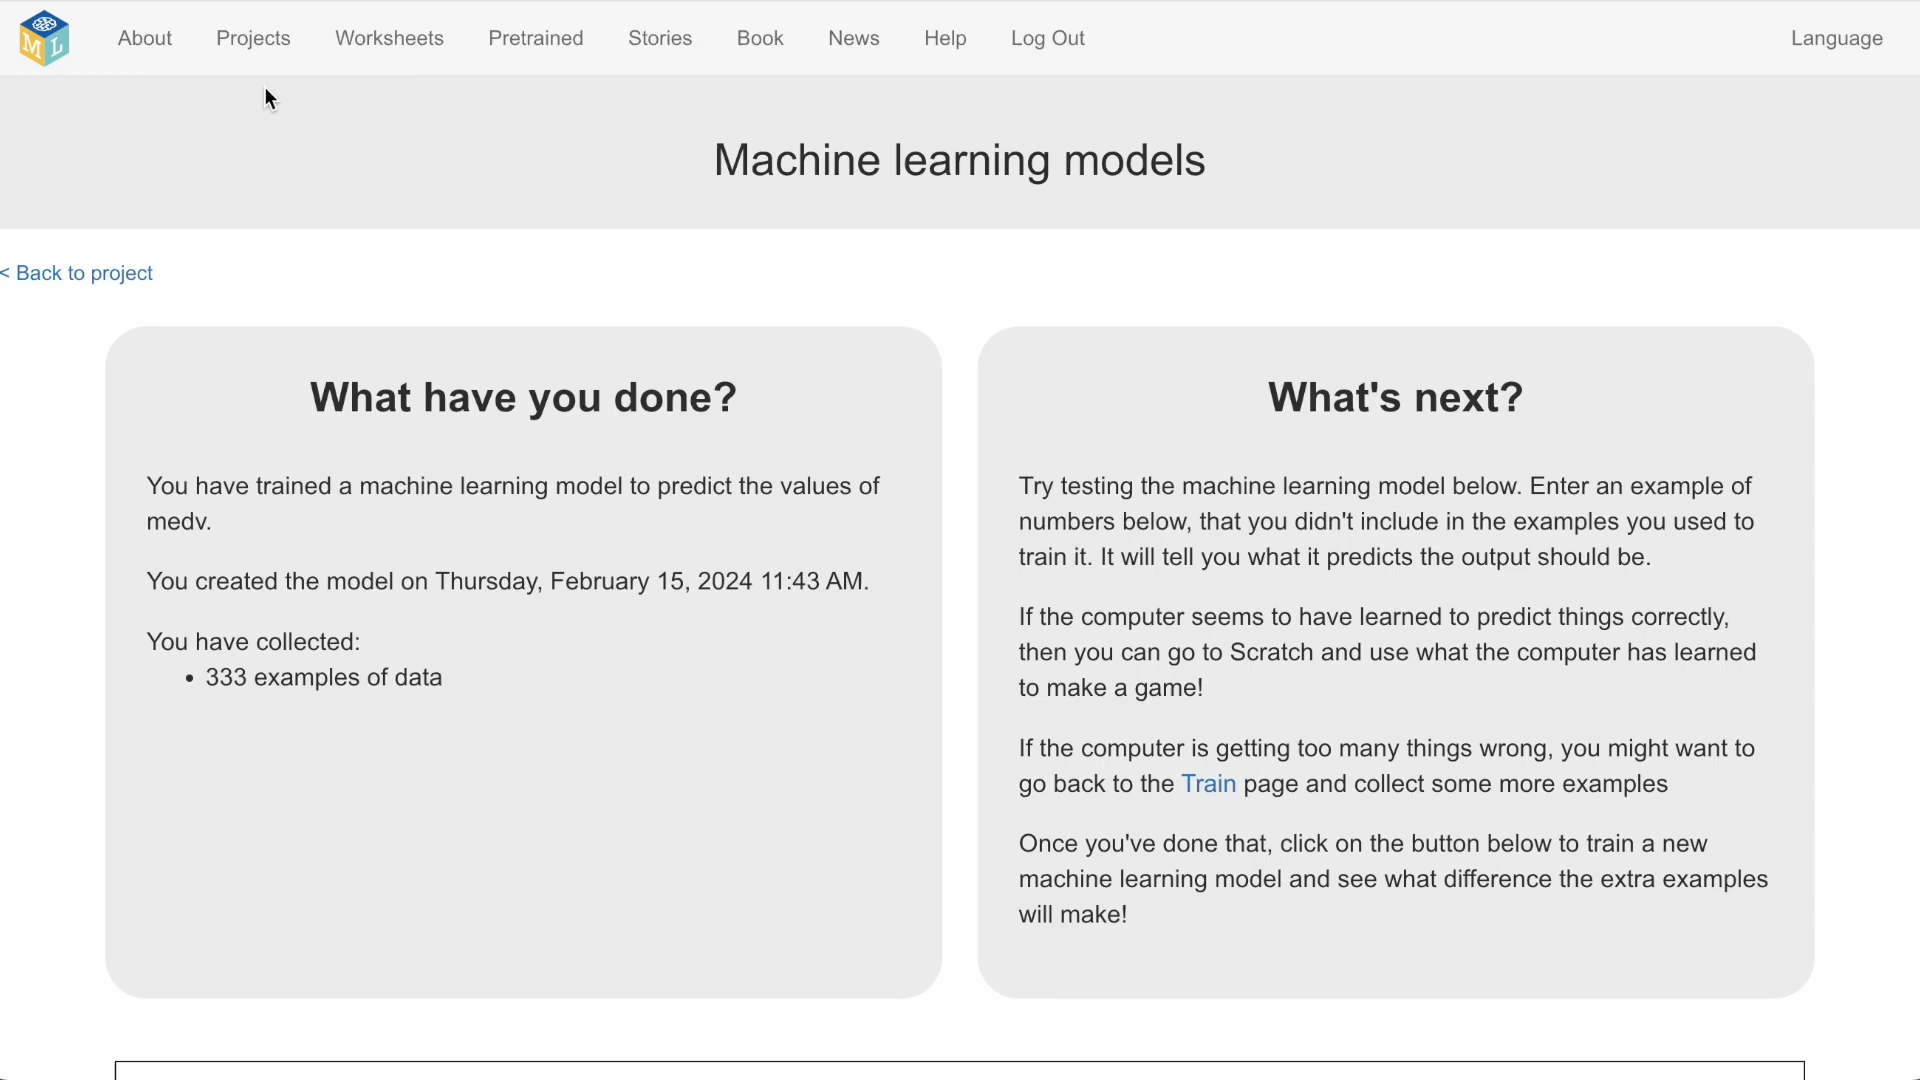 M L
About Projects Worksheets Pretrained Stories Book News Help Log Out Language
Machine learning models
< Back to project
What have you done?
You have trained a machine learning model to predict the values of
medv.
You created the model on Thursday, February 15, 2024 11:43 AM.
You have collected:
• 333 examples of data
What's next?
Try testing the machine learning model below. Enter an example of
numbers below, that you didn't include in the examples you used to
train it. It will tell you what it predicts the output should be.
If the computer seems to have learned to predict things correctly,
then you can go to Scratch and use what the computer has learned
to make a game!
If the computer is getting too many things wrong, you might want to
go back to the Train page and collect some more examples
Once you've done that, click on the button below to train a new
machine learning model and see what difference the extra examples
will make!